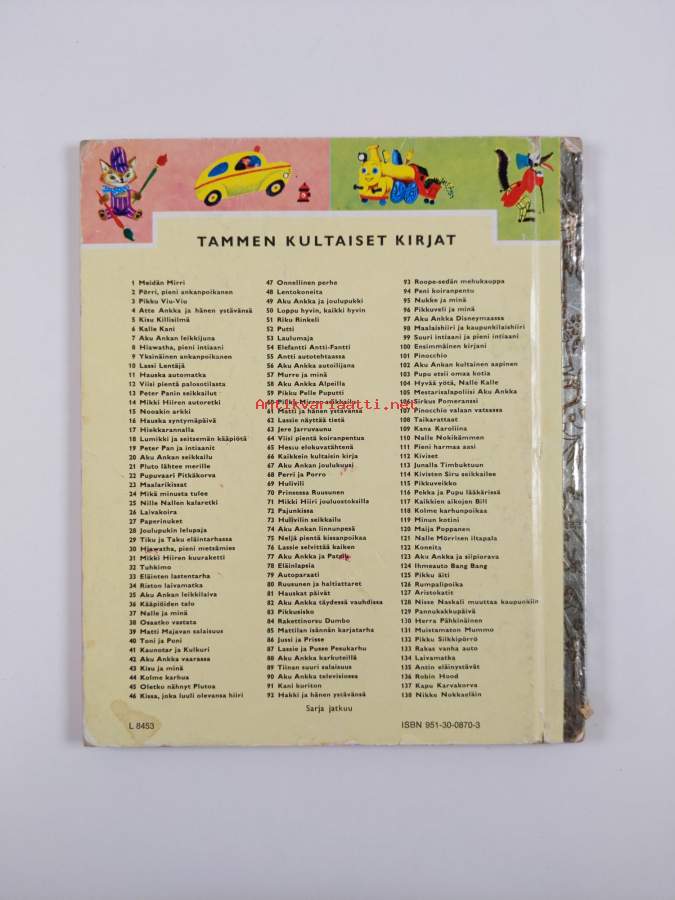 TAMMEN KULTAISET KIRJAT
1 Meidän Mirri
2 Pörri, pieni ankanpoikanen
3 Pikku Viu-Viu
4 Atte Ankka ja hänen ystävänsä
5 Kisu Killisilmä
6 Kalle Kani
7 Aku Ankan leikkijuna
8 Hiawatha, pieni intiaani
9 Yksinäinen ankanpoikanen
10 Lassi Lentäjä
11 Hauska automatka
12 Viisi pientä palosotilasta
13 Peter Panin seikkailut
14 Mikki Hiiren autoretki
15 Nooakin arkki
16 Hauska syntymäpäivä
17 Hiekkarannalla
18 Lumikki ja seitsemän kääpiötä
19 Peter Pan ja intiaanit
20 Aku Ankan seikkailu
21 Pluto lähtee merille
22 Pupuvaari Pitkäkorva
23 Maalarikissat
24 Mikä minusta tulee
25 Nille Nallen kalaretki
26 Laivakoira
27 Paperinuket
28 Joulupukin lelupaja
29 Tiku ja Taku eläintarhassa
30 Hiawatha, pieni metsämies
31 Mikki Hiiren kuuraketti
32 Tuhkimo
33 Eläinten lastentarha
34 Riston laivamatka
35 Aku Ankan leikkilaiva
36 Kääpiöiden talo
37 Nalle ja minä
38 Osaatko vastata
39 Matti Majavan salaisuus
40 Toni ja Poni
41 Kaunotar ja Kulkuri
42 Aku Ankka vaarassa
43 Kisu ja minä
44 Kolme karhua
45 Oletko nähnyt Plutoa
46 Kissa, joka luuli olevansa hiiri
47 Onnellinen perhe
48 Lentokoneita
49 Aku Ankka ja joulupukki
50 Loppu hyvin, kaikki hyvin
51 Riku Rinkeli
52 Putti
53 Laulumaja
54 Elefantti Antti-Fantti
55 Antti autotehtaassa
56 Aku Ankka autoilijana
57 Murre ja minä
58 Aku Ankka Alpeilla
59 Pikku Pelle Puputti
60 Pikku Mirrin seikkailut
61 Matti ja hänen ystävänsä
62 Lassie näyttää tietä
63 Jere Jarruvaunu
64 Viisi pientä koiranpentua
65 Hessu elokuvatähtenä
66 Kaikkein kultaisin kirja
67 Aku Ankan joulukuusi
68 Perri ja Porro
69 Hulivili
70 Prinsessa Ruusunen
71 Mikki Hiiri jouluostoksilla
72 Pajunkissa
73 Hulivilin seikkailu
74 Aku Ankan linnunpesä
75 Neljä pientä kissanpoikaa
76 Lassie selvittää kaiken
77 Aku Ankka ja Patalik
78 Eläinlapsia
79 Autoparaati
80 Ruusunen ja haltiattaret
81 Hauskat päivät
82 Aku Ankka täydessä vauhdissa
83 Pikkusisko
84 Rakettinorsu Dumbo
85 Mattilan isännän karjatarha
86 Jussi ja Prisse
87 Lassie ja Pusse Pesukarhu
88 Aku Ankka karkuteillä
89 Tiinan suuri salaisuus
90 Aku Ankka televisiossa
91 Kani koriton
92 Hakki ja hänen ystävänsä
93 Roope-sedän mehukauppa
94 Peni koiranpentu
95 Nukke ja minä
96 Pikkuveli ja minä
97 Aku Ankka Disneymaassa
98 Maalaishiiri ja kaupunkilaishiiri
99 Suuri intiaani ja pieni intiaani
100 Ensimmäinen kirjani
101 Pinocchio
102 Aku Ankan kultainen aapinen
103 Pupu etsii omaa kotia
104 Hyvää yötä, Nalle Kalle
105 Mestarisalapoliisi Aku Ankka
106 Sirkus Pomeranssi
107 Pinocchio valaan vatsassa
108 Taikarattaat
109 Kana Karoliina
110 Nalle Nokikämmen
111 Pieni harmaa aasi
112 Kiviset
113 Junalla Timbuktuun
114 Kivisten Siru seikkailee
115 Pikkuveikko
116 Pekka ja Pupu lääkärissä
117 Kaikkien aikojen Bill
118 Kolme karhunpoikaa
119 Minun kotini
120 Maija Poppanen
121 Nalle Mörrisen iltapala
122 Koneita
123 Aku Ankka ja siipiorava
124 Ihmeauto Bang Bang
125 Pikku äiti
126 Rumpalipoika
127 Aristokatit
128 Nisse Naskali muuttaa kaupunkiin
129 Pannukakkupäivä
130 Herra Pähkinäinen
131 Muistamaton Mummo
132 Pikku Silkkipörrö
133 Rakas vanha auto
134 Laivamatka
135 Antin eläinystävät
136 Robin Hood
137 Kapu Karvakorva
138 Nikke Nokkaeläin
Sarja jatkuu
L 8453
ISBN 951-30-0870-3
Antikvariaatti.net